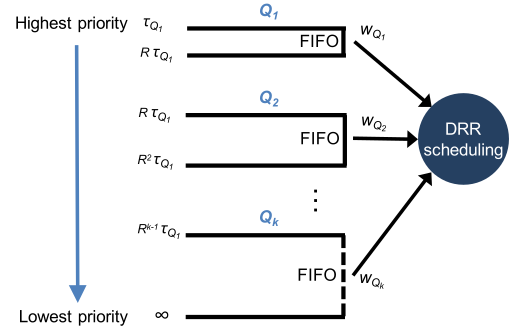 Highest priority
τQ1
Q1
FIFO
wQ1
R τQ1
Q2
R τQ1
FIFO
wQ2
DRR
scheduling
R2 τQ1
⋮
Qk
Rk-1 τQ1
FIFO
wQk
Lowest priority
∞